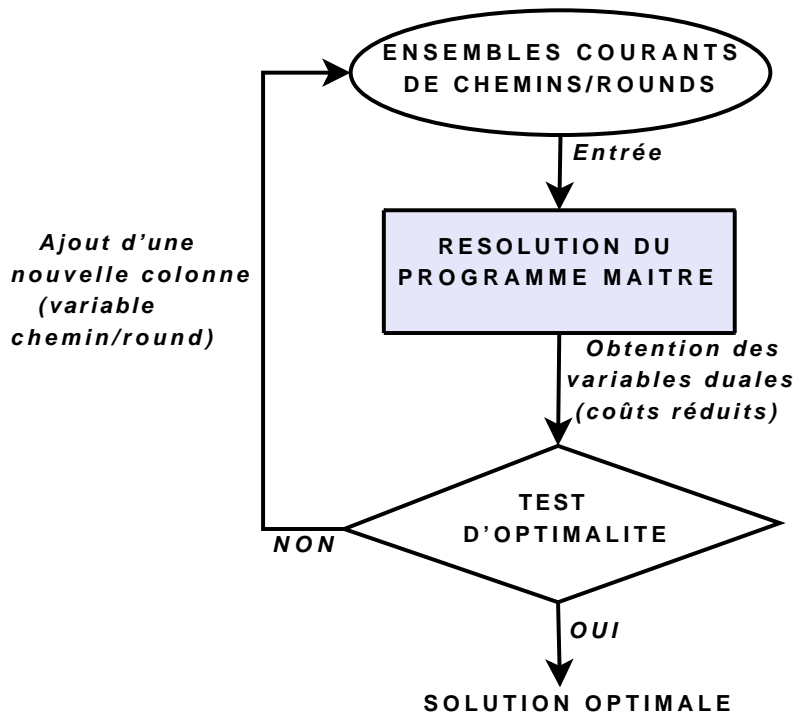 ENSEMBLES COURANTS
DE CHEMINS/ROUNDS
Entrée
RESOLUTION DU
PROGRAMME MAITRE
Ajout d'une
nouvelle colonne
(variable
chemin/round)
Obtention des
variables duales
(coûts réduits)
TEST
D'OPTIMALITE
NON
OUI
SOLUTION OPTIMALE